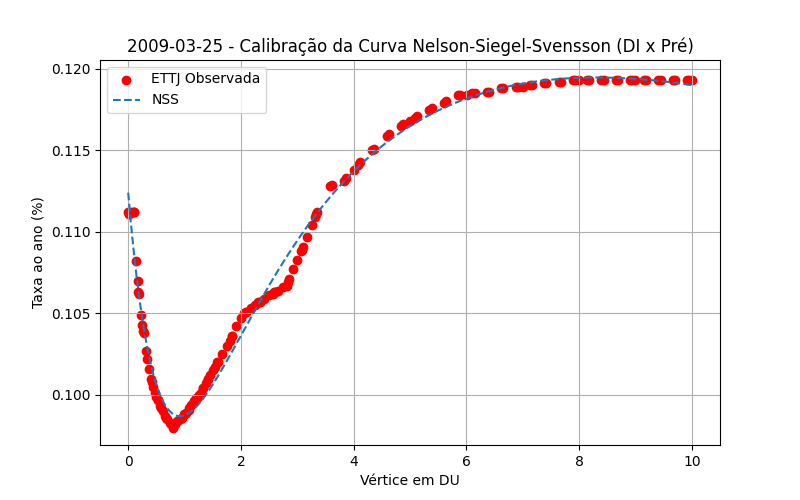 2009-03-25 - Calibração da Curva Nelson-Siegel-Svensson (DI x Pré)
ETTJ Observada
NSS
Taxa ao ano (%)
0.120
0.115
0.110
0.105
0.100
0
2
4
6
8
10
Vértice em DU